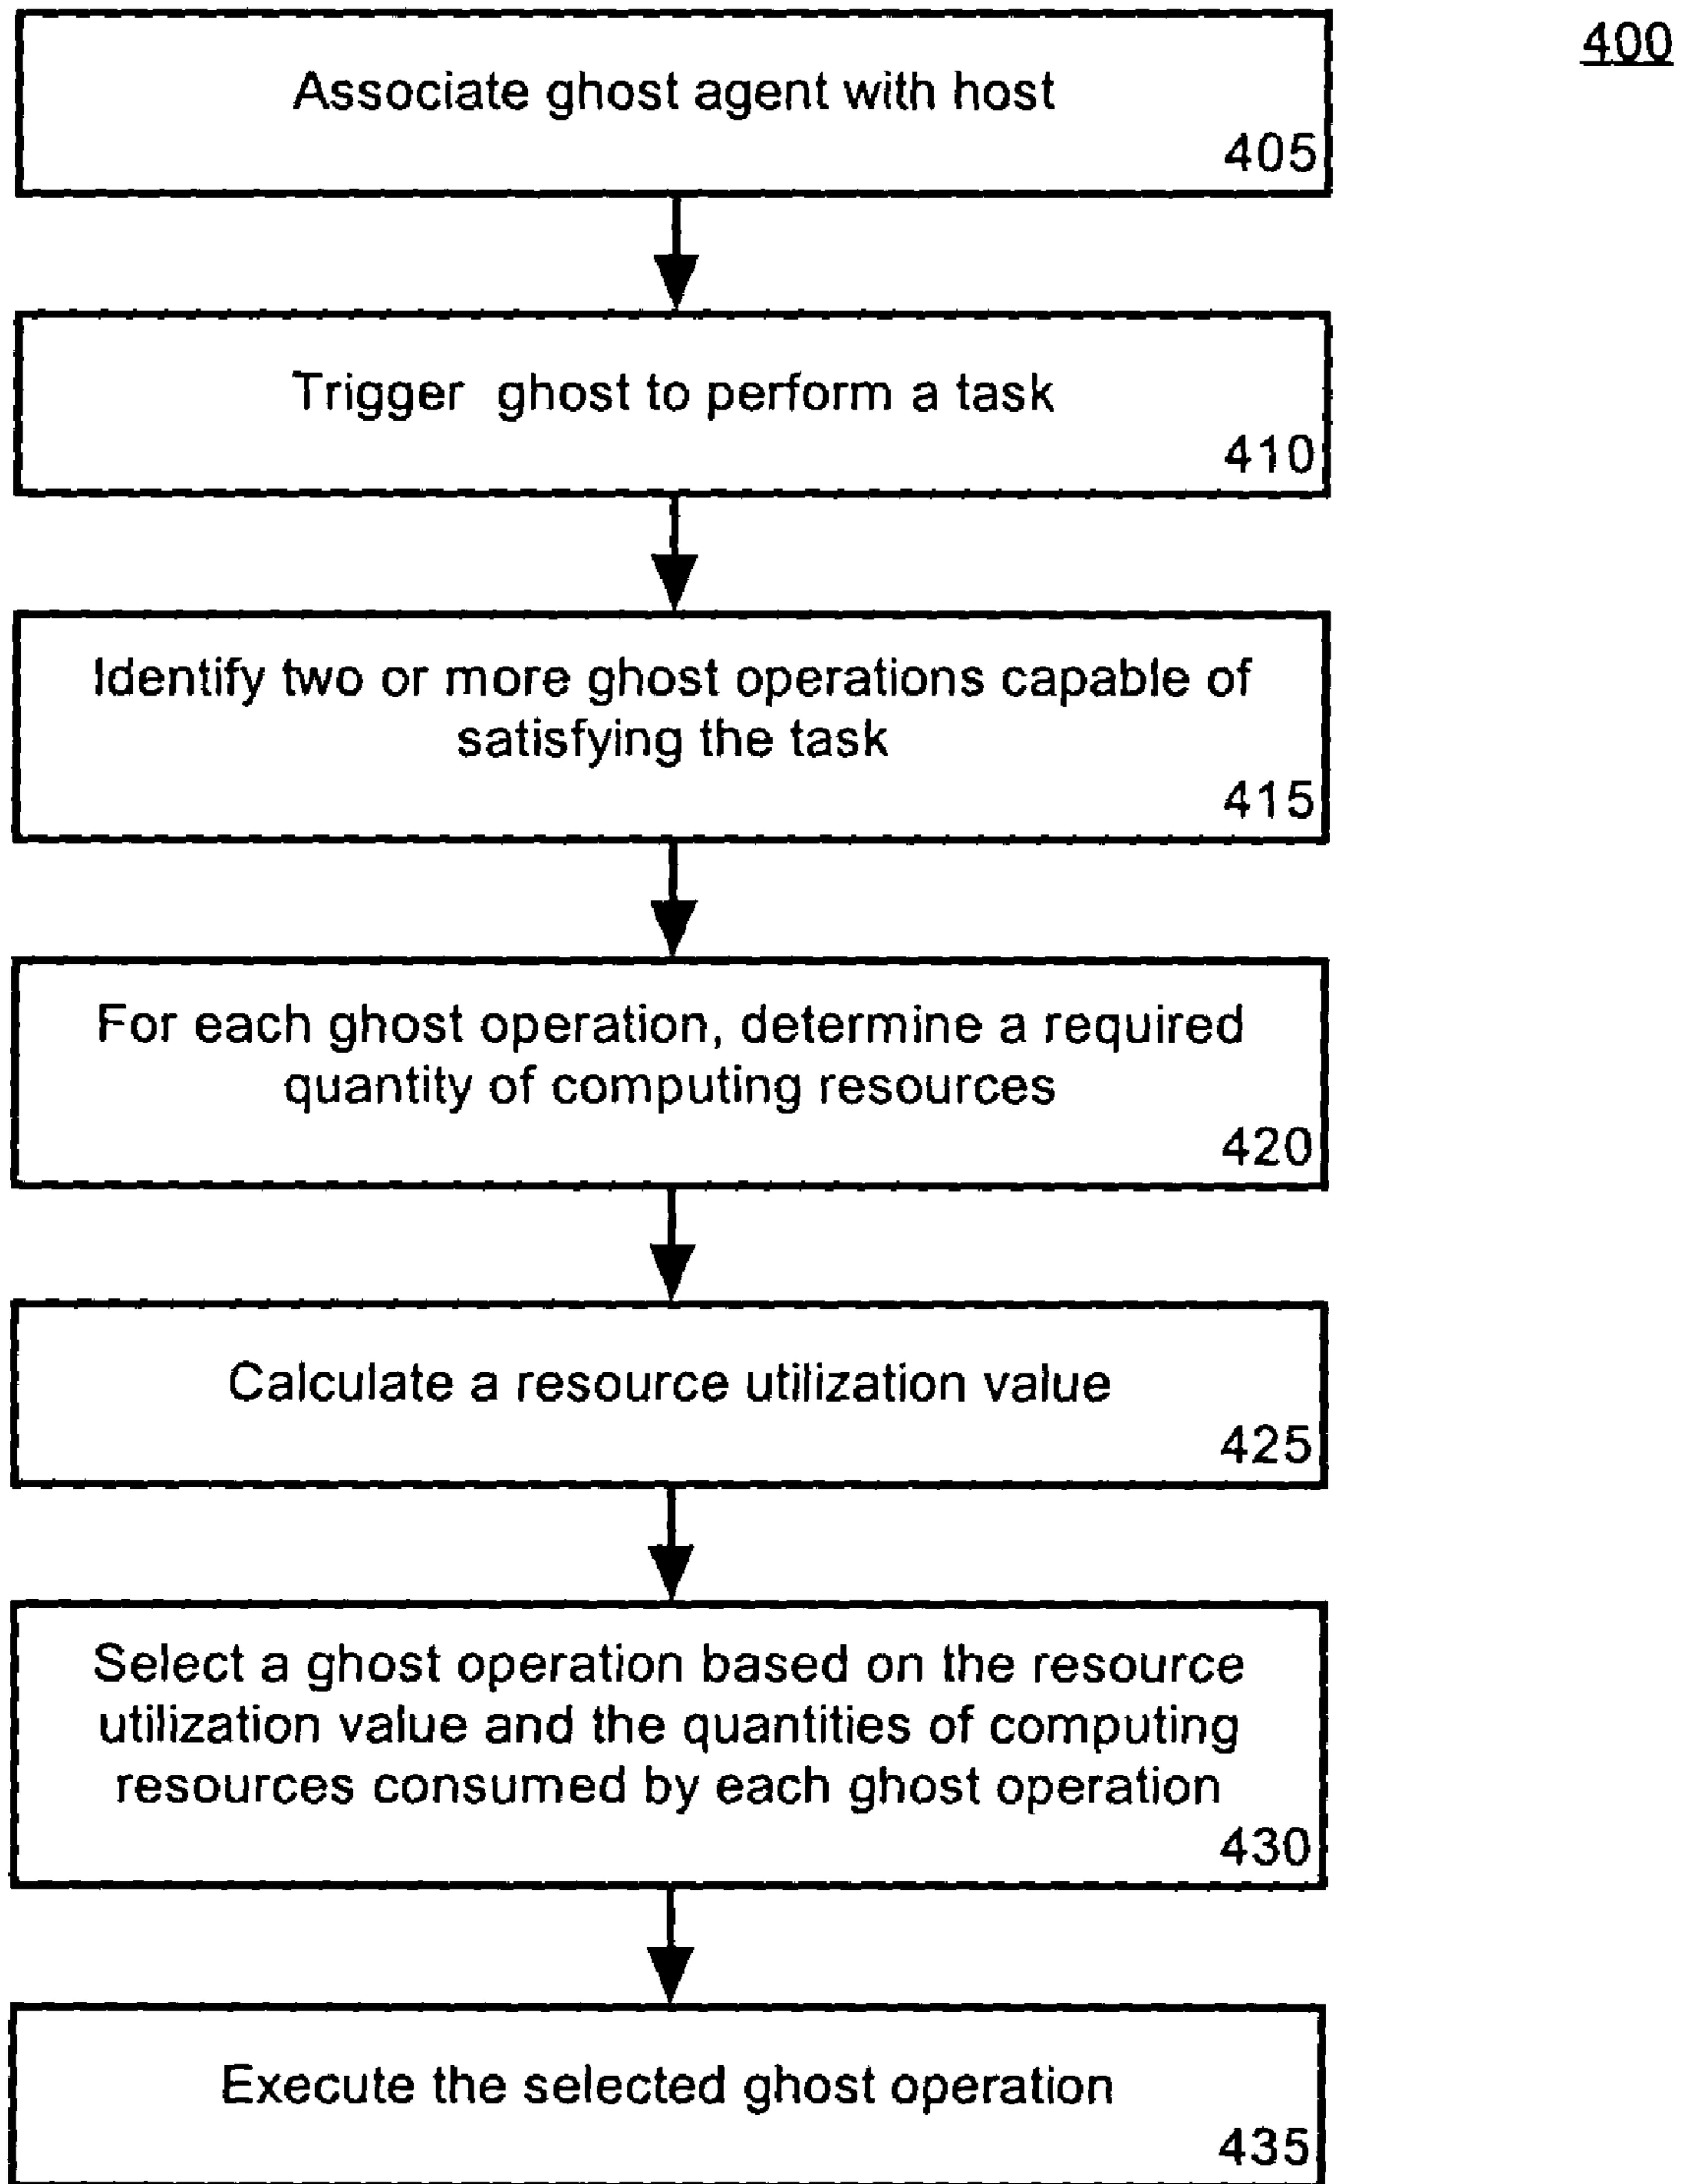 400
Associate ghost agent with host
405
Trigger ghost to perform a task
410
Identify two or more ghost operations capable of
satisfying the task
415
For each ghost operation, determine a required
quantity of computing resources
420
Calculate a resource utilization value
425
Select a ghost operation based on the resource
utilization value and the quantities of computing
resources consumed by each ghost operation
430
Execute the selected ghost operation
435